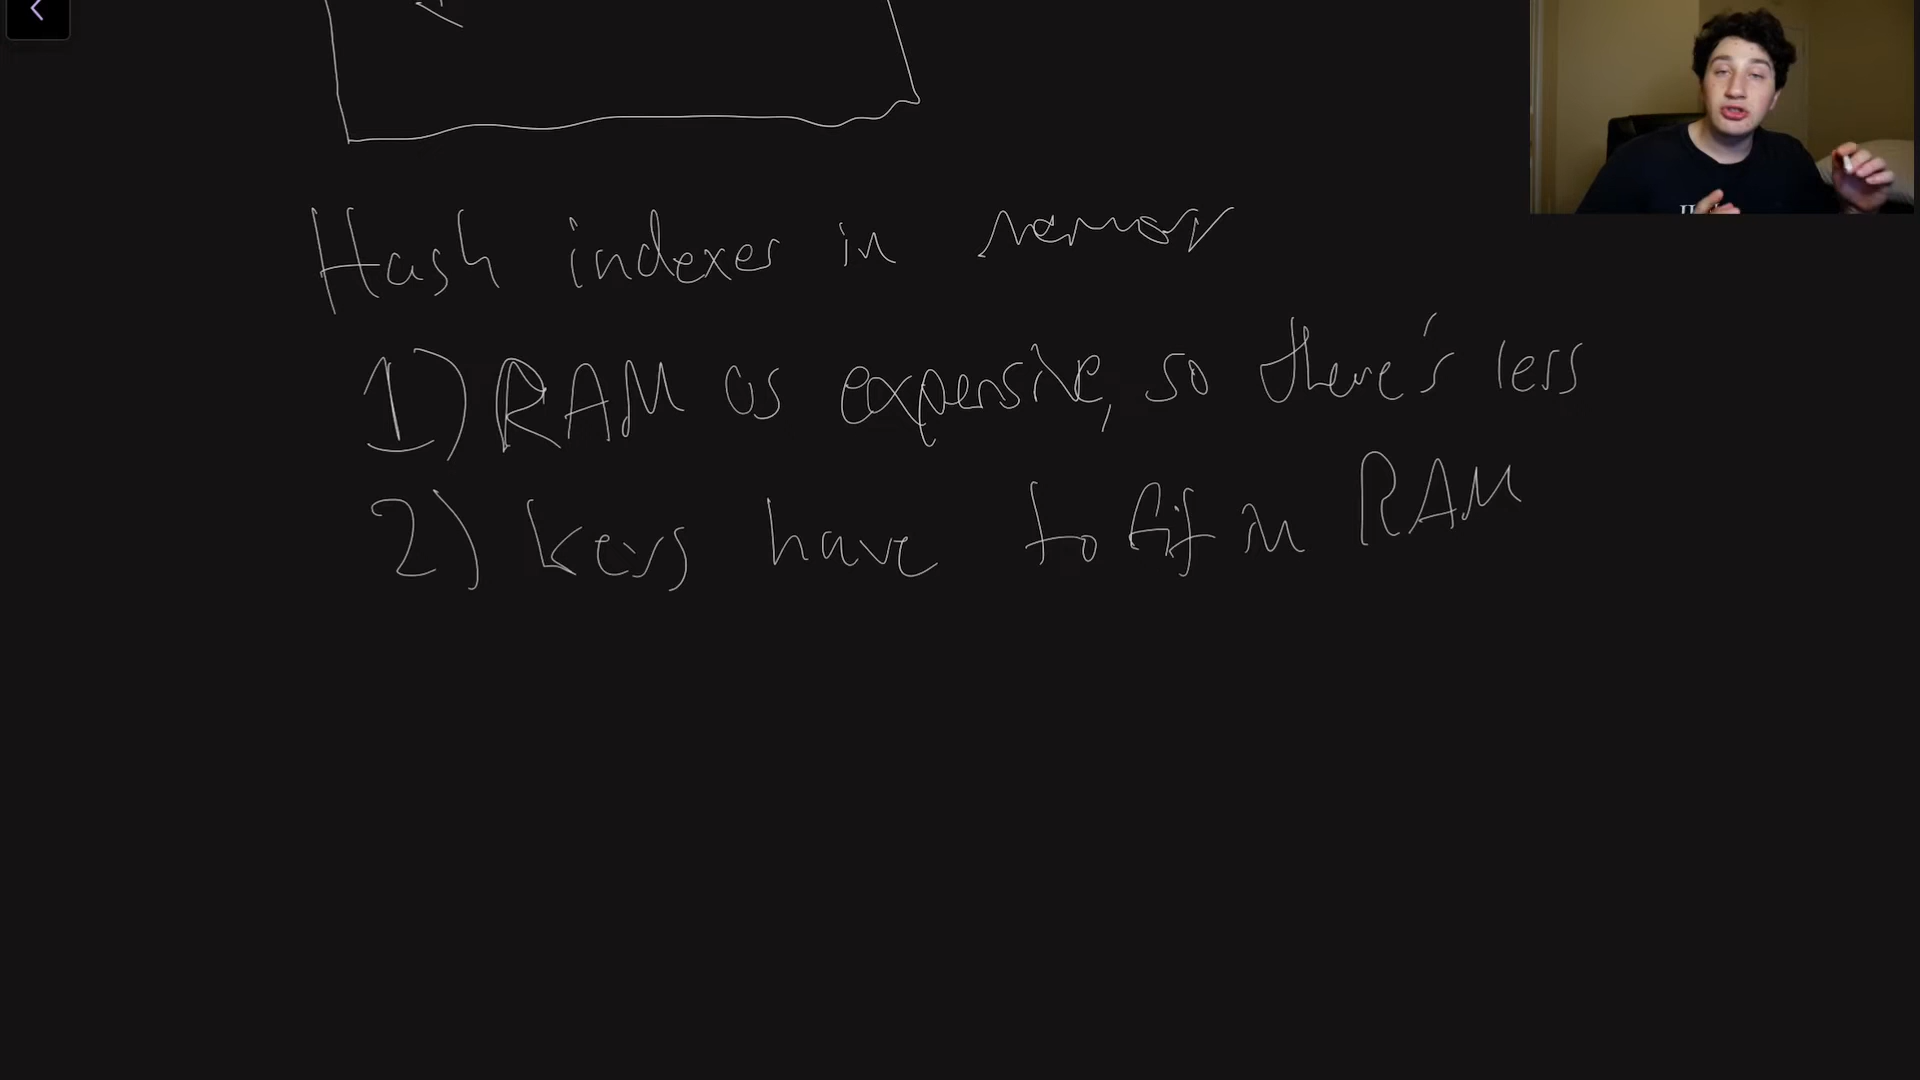 Hash indexes in memory
1) RAM is expensive, so there's less
2) keys have to fit in RAM